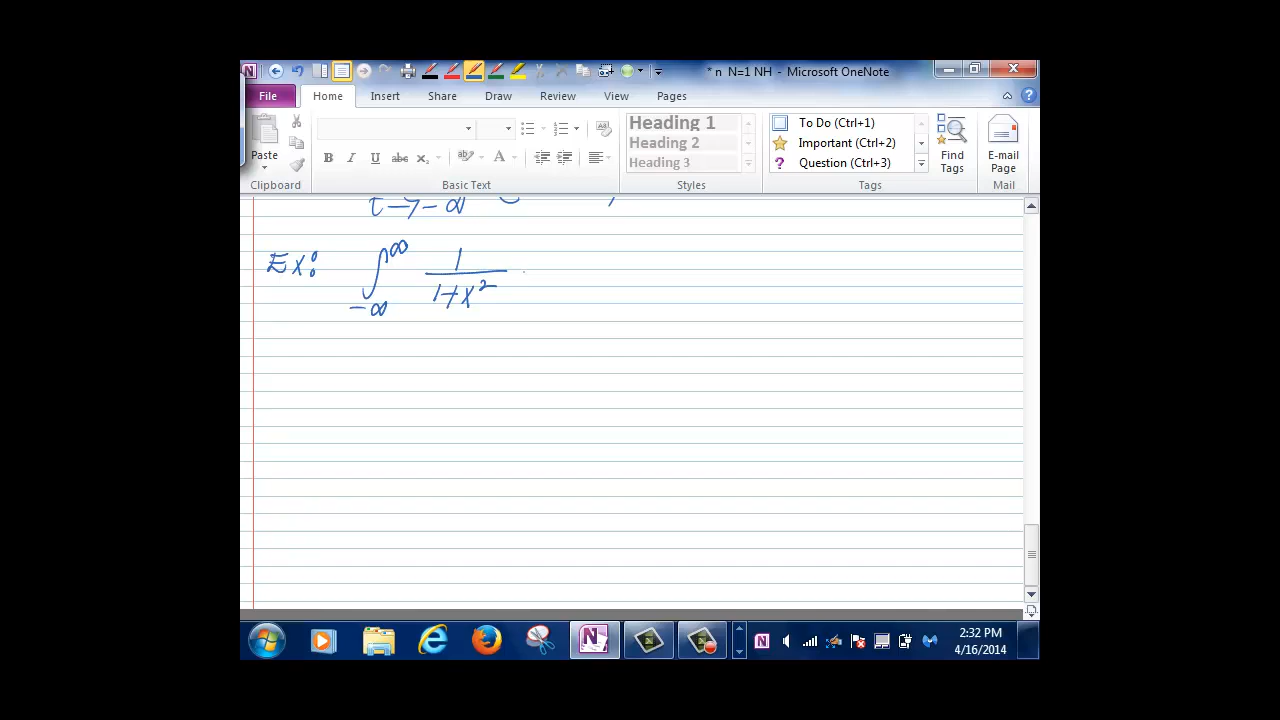 * n N=1 NH - Microsoft OneNote
File Home Insert Share Draw Review View Pages
Paste
B I U abc x₂ A
Heading 1
Heading 2
Heading 3
To Do (Ctrl+1)
Important (Ctrl+2)
Question (Ctrl+3)
Find Tags
E-mail Page
Clipboard Basic Text Styles Tags Mail
t→-∞
Ex: ∫_{-∞}^{∞} 1/(1+x²)
2:32 PM
4/16/2014